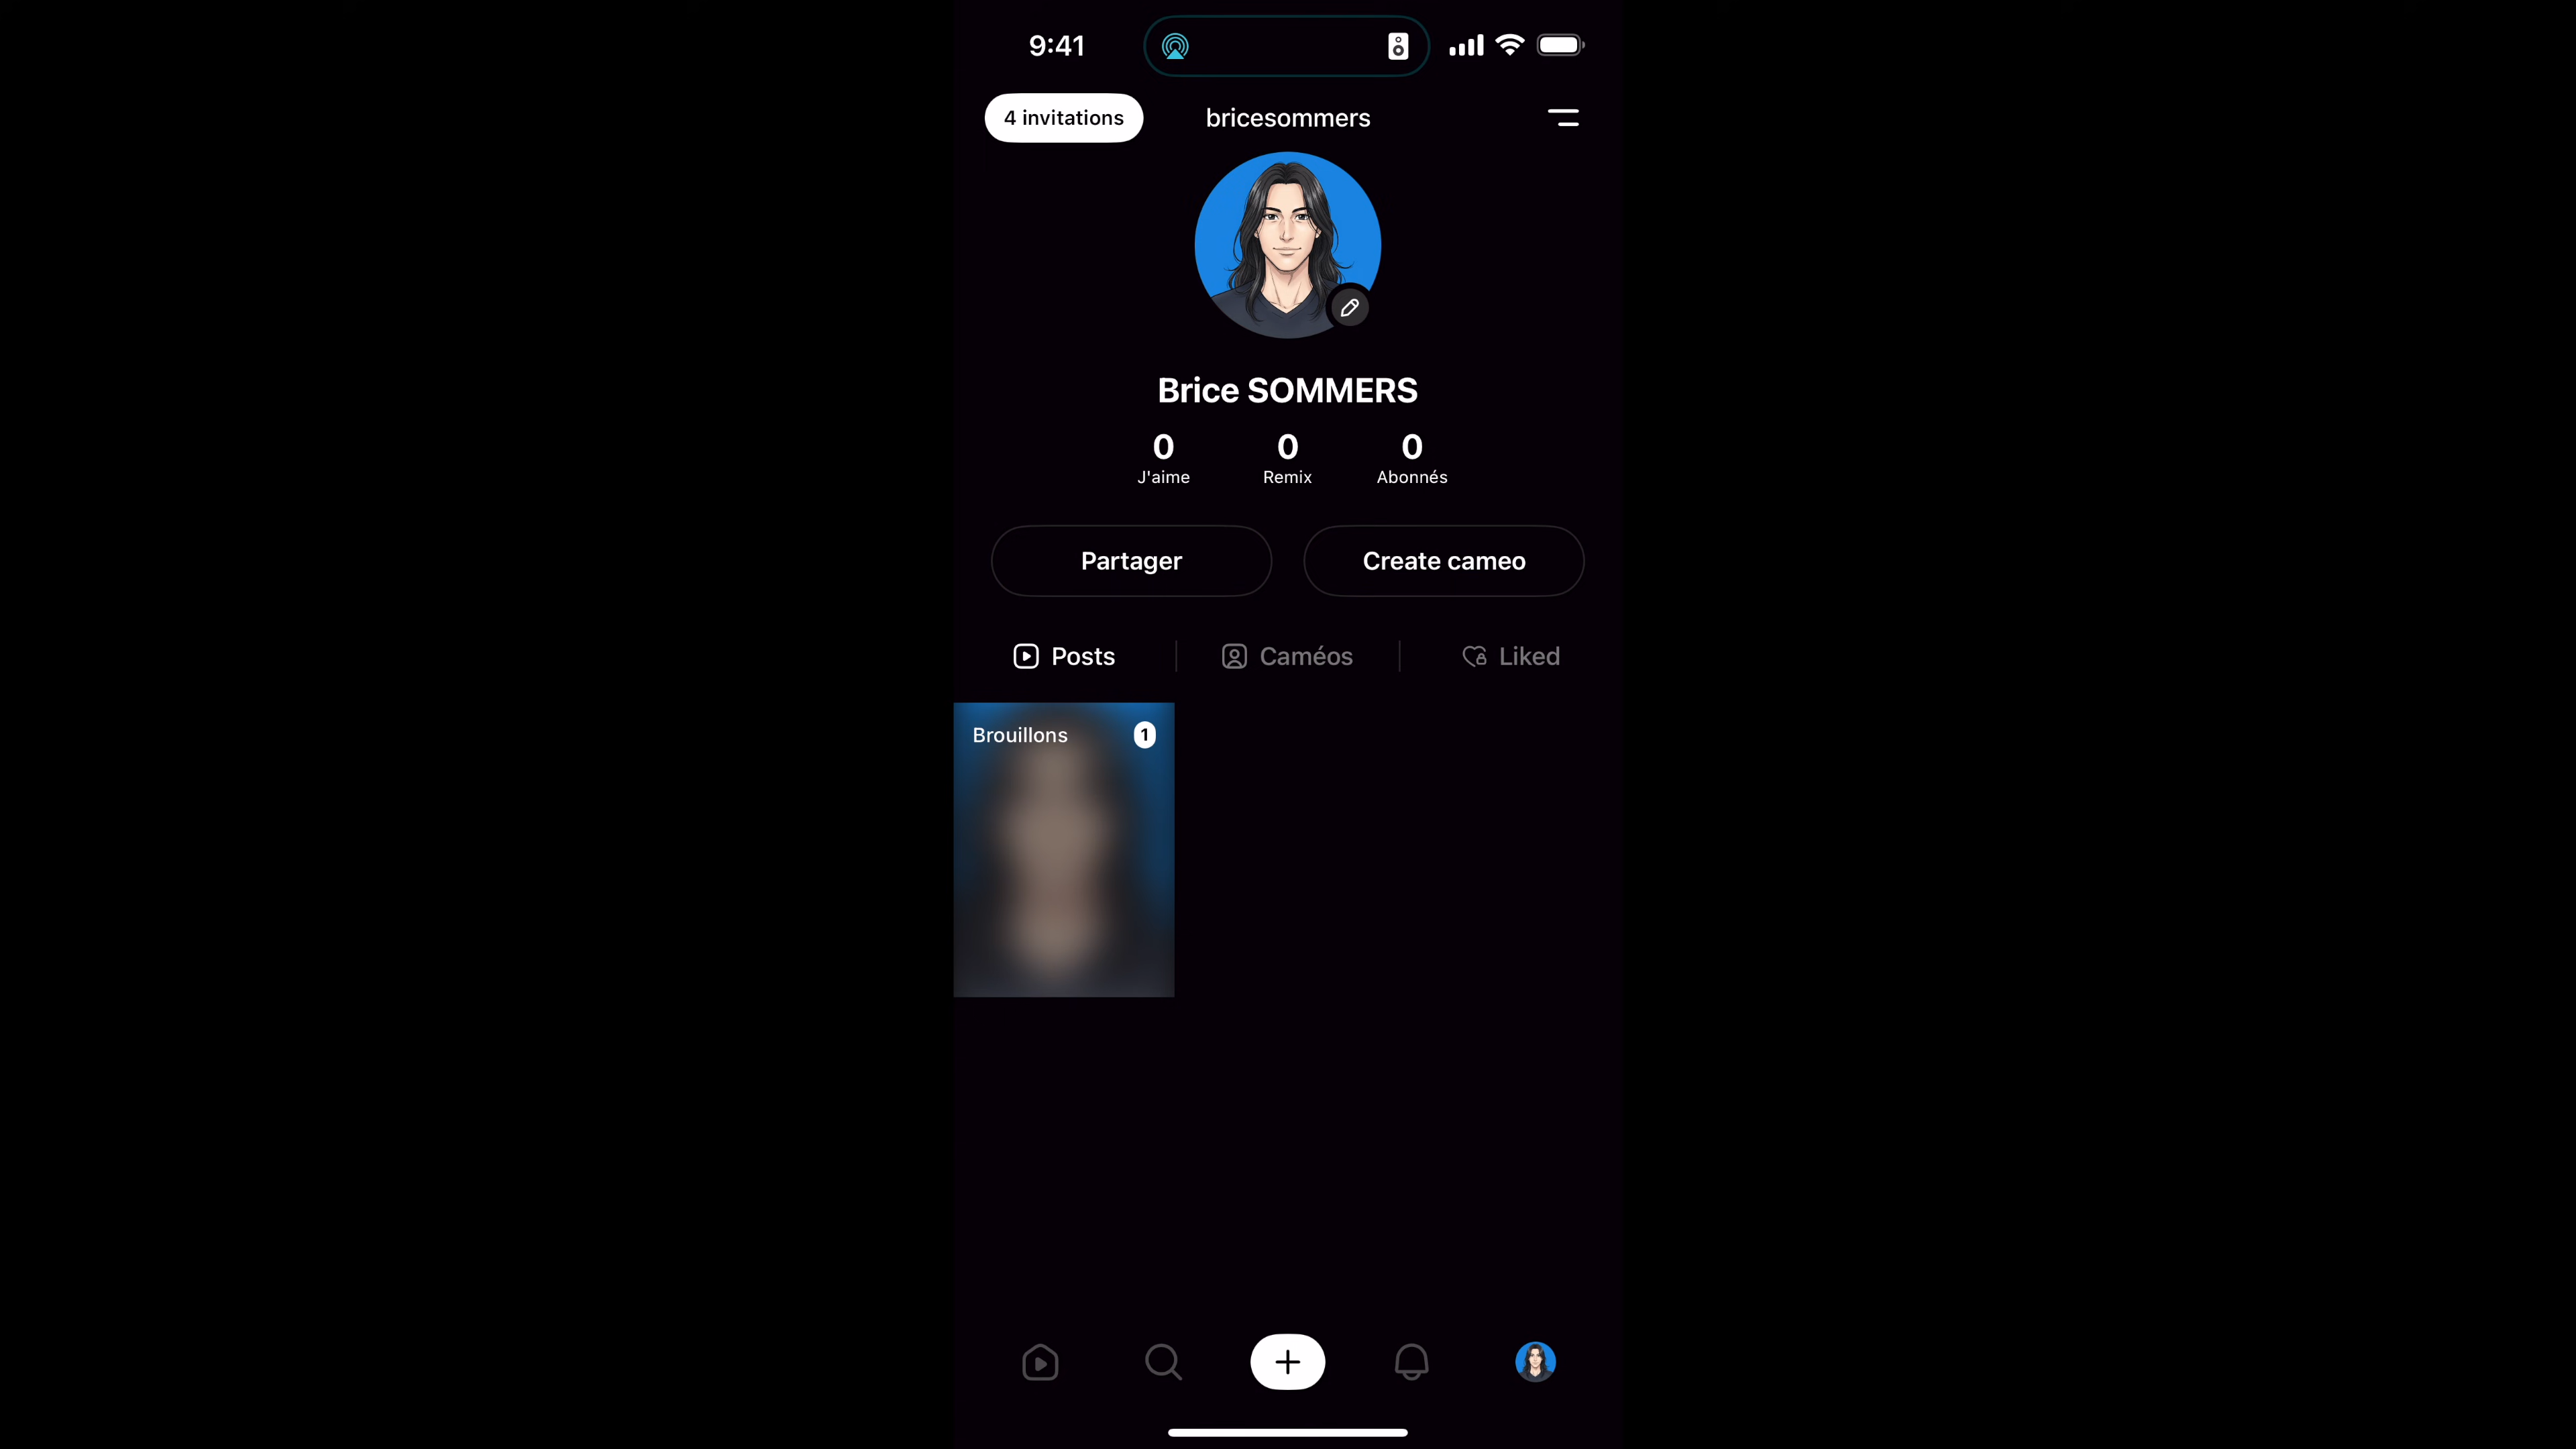 9:41
4 invitations
bricesommers
Brice SOMMERS
0 0 0
J'aime Remix Abonnés
Partager Create cameo
Posts Caméos Liked
Brouillons 1